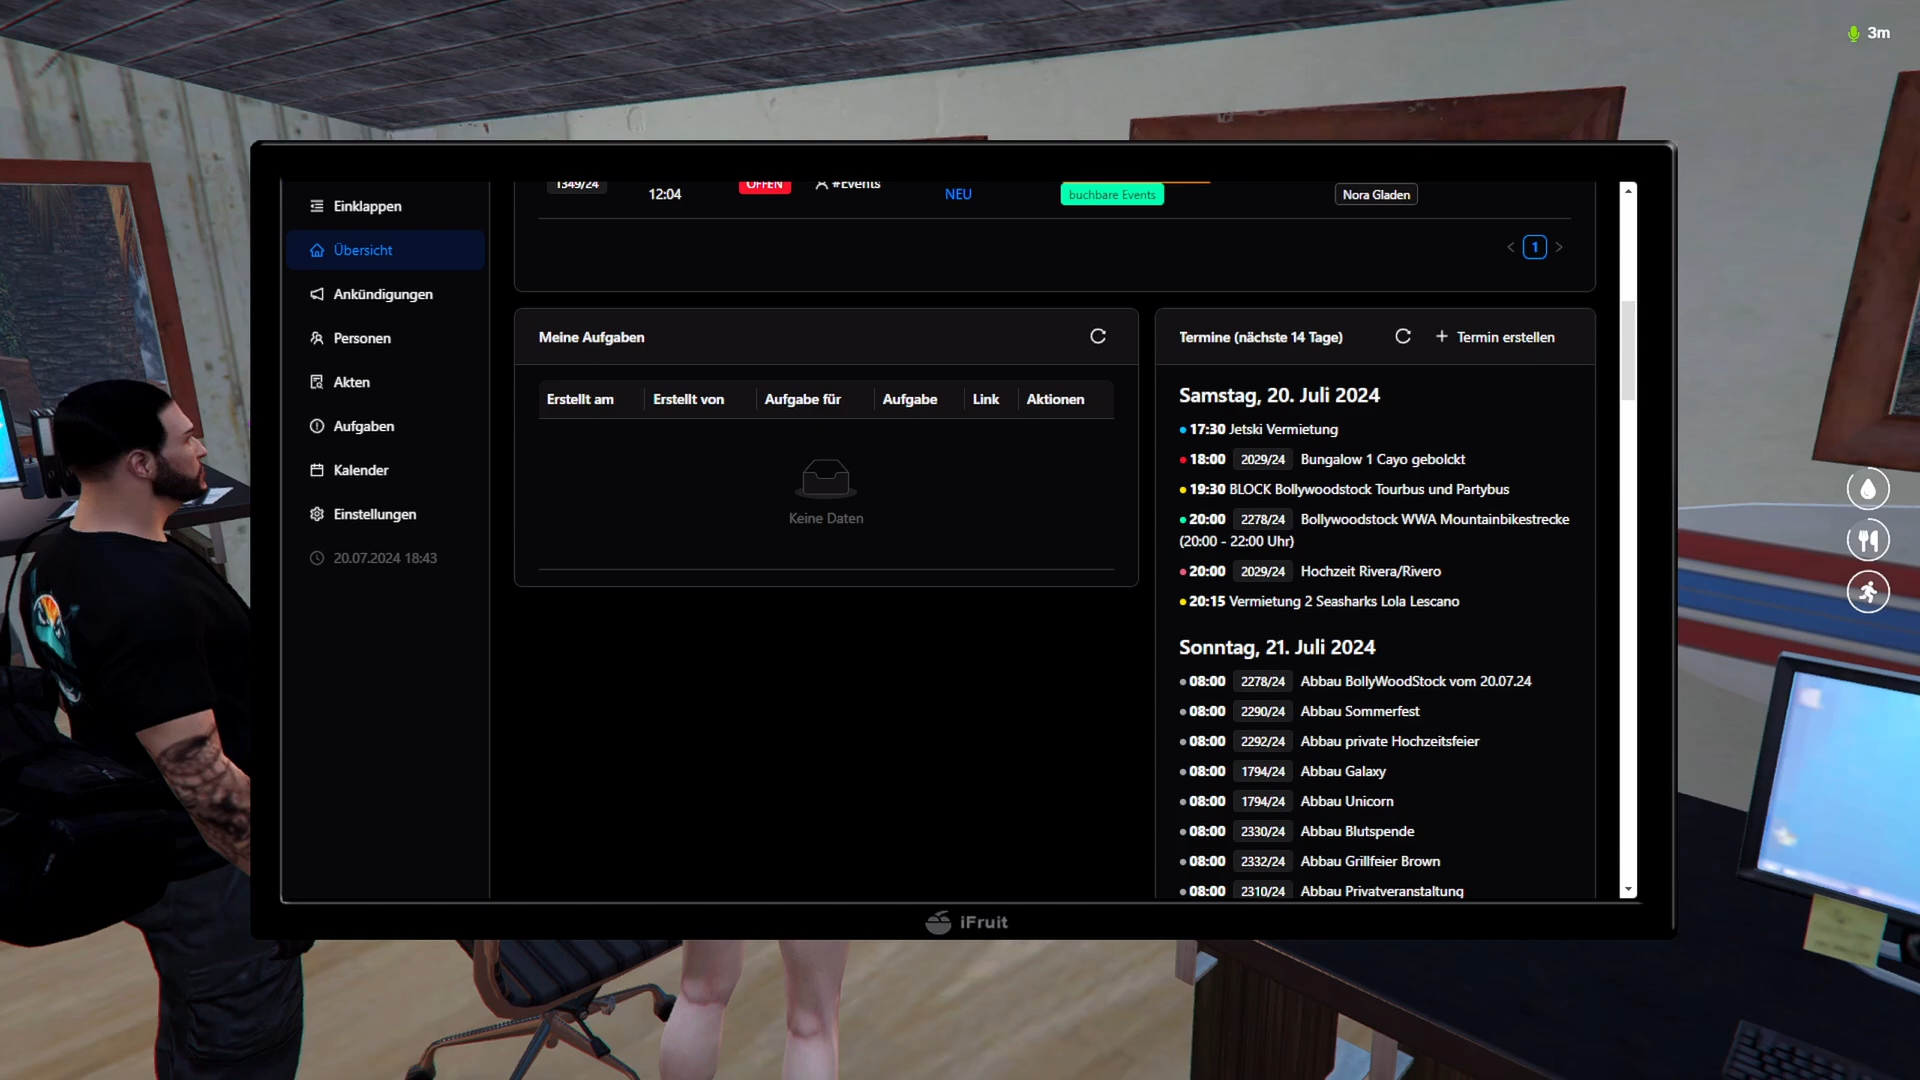 3m
1349/24
12:04
OFFEN
#Events
NEU
buchbare Events
Nora Gladen
1
Einklappen
Übersicht
Ankündigungen
Personen
Akten
Aufgaben
Kalender
Einstellungen
20.07.2024 18:43
Meine Aufgaben
Erstellt am Erstellt von Aufgabe für Aufgabe Link Aktionen
Keine Daten
Termine (nächste 14 Tage)
Termin erstellen
Samstag, 20. Juli 2024
17:30 Jetski Vermietung
18:00 2029/24 Bungalow 1 Cayo gebolckt
19:30 BLOCK Bollywoodstock Tourbus und Partybus
20:00 2278/24 Bollywoodstock WWA Mountainbikestrecke
(20:00 - 22:00 Uhr)
20:00 2029/24 Hochzeit Rivera/Rivero
20:15 Vermietung 2 Seasharks Lola Lescano
Sonntag, 21. Juli 2024
08:00 2278/24 Abbau BollyWoodStock vom 20.07.24
08:00 2290/24 Abbau Sommerfest
08:00 2292/24 Abbau private Hochzeitsfeier
08:00 1794/24 Abbau Galaxy
08:00 1794/24 Abbau Unicorn
08:00 2330/24 Abbau Blutspende
08:00 2332/24 Abbau Grillfeier Brown
08:00 2310/24 Abbau Privatveranstaltung
iFruit